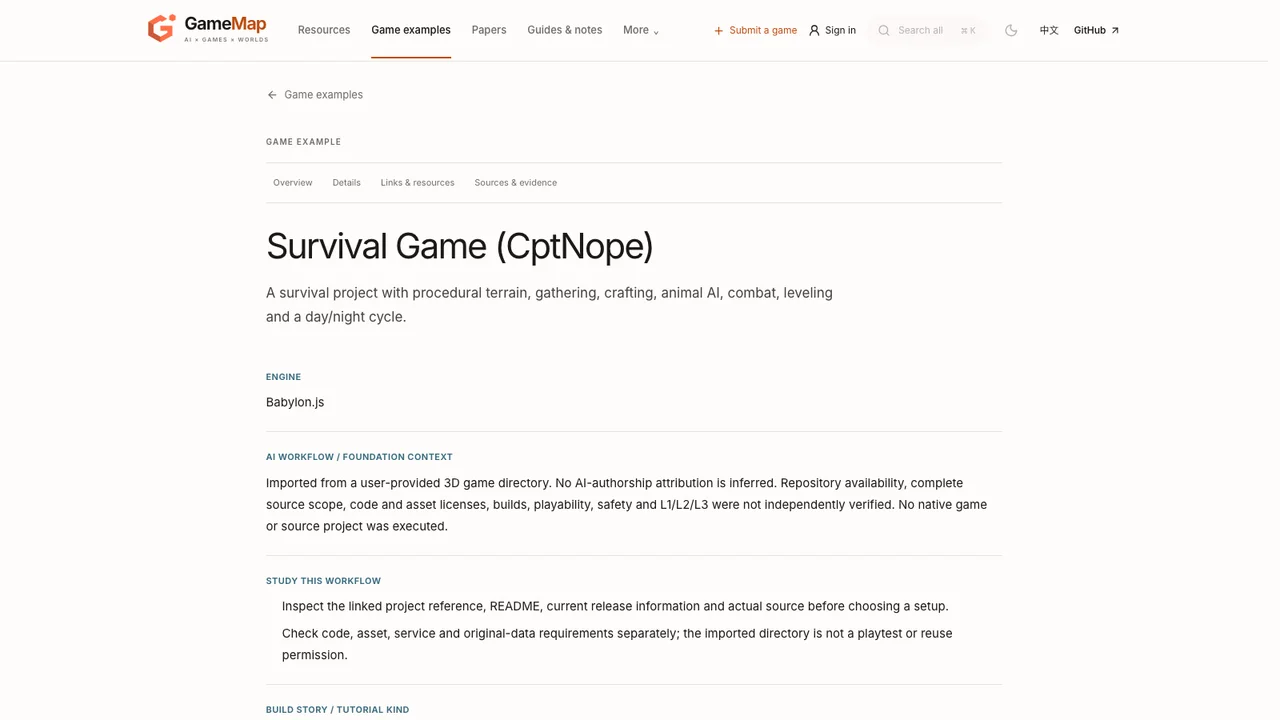 GameMap
AI × GAMES × WORLDS
Resources
Game examples
Papers
Guides & notes
More
+ Submit a game
Sign in
Search all
⌘ K
中文
GitHub ↗
← Game examples
GAME EXAMPLE
Overview
Details
Links & resources
Sources & evidence
Survival Game (CptNope)
A survival project with procedural terrain, gathering, crafting, animal AI, combat, leveling
and a day/night cycle.
ENGINE
Babylon.js
AI WORKFLOW / FOUNDATION CONTEXT
Imported from a user-provided 3D game directory. No AI-authorship attribution is inferred. Repository availability, complete
source scope, code and asset licenses, builds, playability, safety and L1/L2/L3 were not independently verified. No native game
or source project was executed.
STUDY THIS WORKFLOW
Inspect the linked project reference, README, current release information and actual source before choosing a setup.
Check code, asset, service and original-data requirements separately; the imported directory is not a playtest or reuse
permission.
BUILD STORY / TUTORIAL KIND